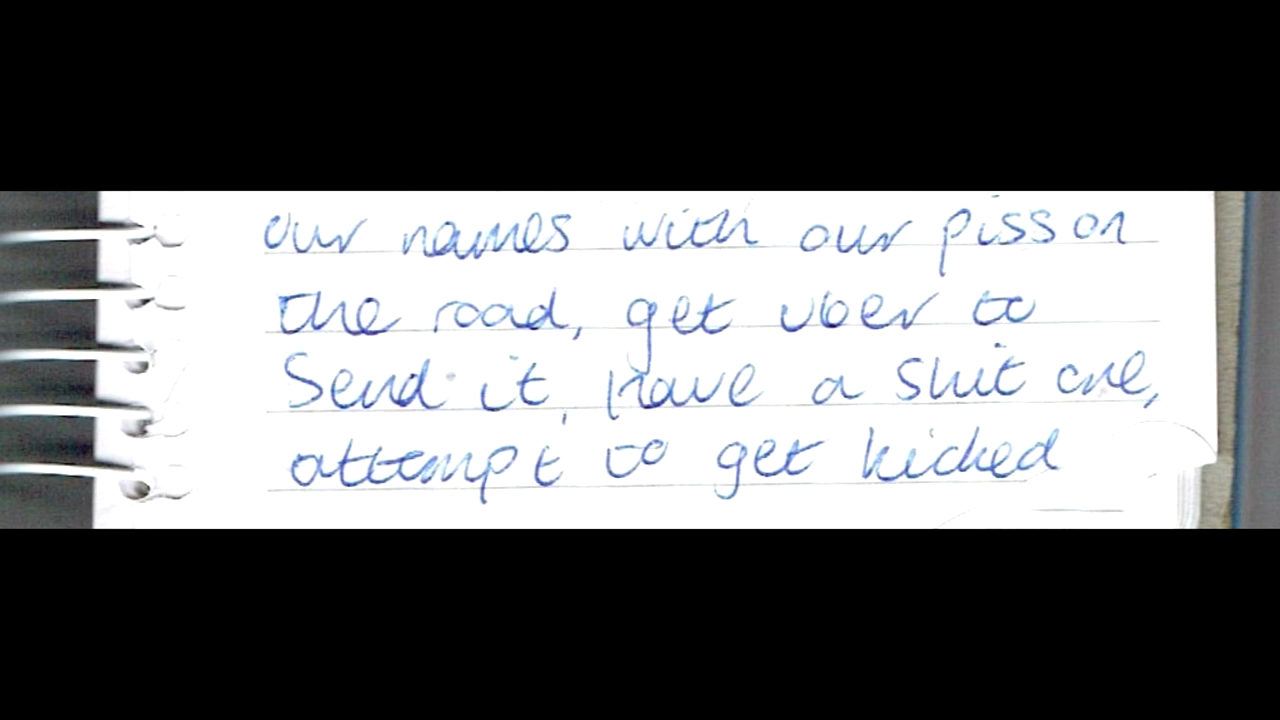 our names with our piss on
the road, get uber to
Send it, have a shit one,
attempt to get kicked